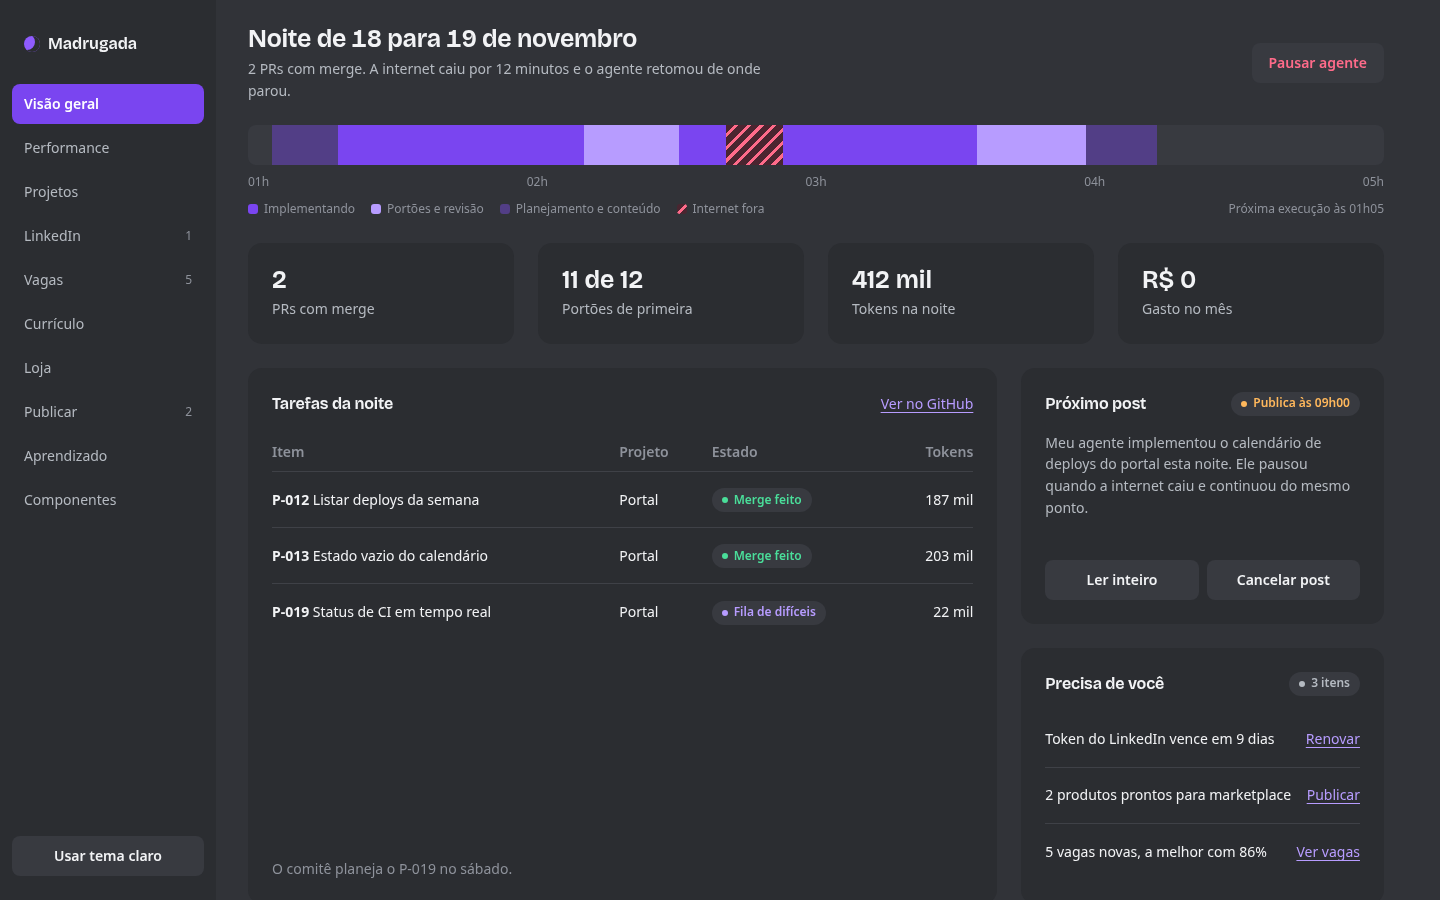 Madrugada
Visão geral
Performance
Projetos
LinkedIn 1
Vagas 5
Currículo
Loja
Publicar 2
Aprendizado
Componentes
Usar tema claro
Noite de 18 para 19 de novembro
2 PRs com merge. A internet caiu por 12 minutos e o agente retomou de onde
parou.
Pausar agente
01h 02h 03h 04h 05h
Implementando Portões e revisão Planejamento e conteúdo Internet fora Próxima execução às 01h05
2
PRs com merge
11 de 12
Portões de primeira
412 mil
Tokens na noite
R$ 0
Gasto no mês
Tarefas da noite Ver no GitHub
Item Projeto Estado Tokens
P-012 Listar deploys da semana Portal Merge feito 187 mil
P-013 Estado vazio do calendário Portal Merge feito 203 mil
P-019 Status de CI em tempo real Portal Fila de difíceis 22 mil
O comitê planeja o P-019 no sábado.
Próximo post Publica às 09h00
Meu agente implementou o calendário de
deploys do portal esta noite. Ele pausou
quando a internet caiu e continuou do mesmo
ponto.
Ler inteiro Cancelar post
Precisa de você 3 itens
Token do LinkedIn vence em 9 dias Renovar
2 produtos prontos para marketplace Publicar
5 vagas novas, a melhor com 86% Ver vagas